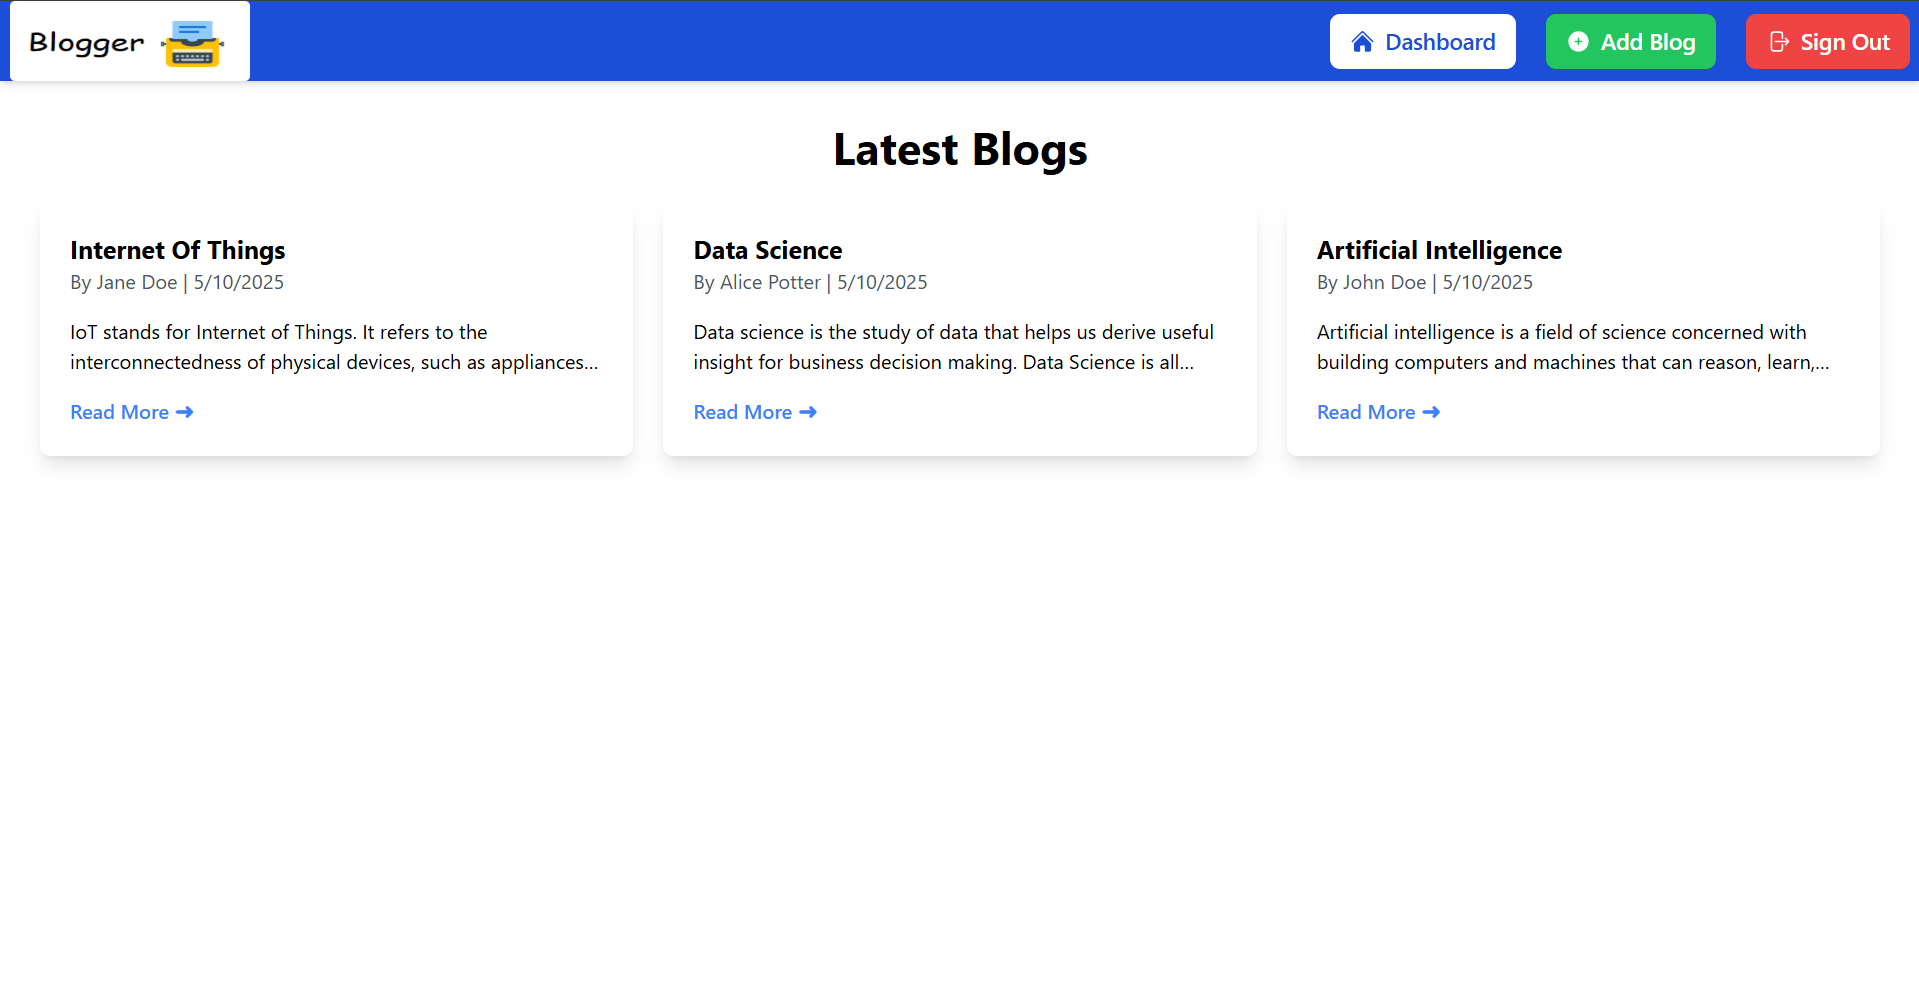 Blogger
Dashboard
Add Blog
Sign Out
Latest Blogs
Internet Of Things
By Jane Doe | 5/10/2025
IoT stands for Internet of Things. It refers to the
interconnectedness of physical devices, such as appliances...
Read More ➜
Data Science
By Alice Potter | 5/10/2025
Data science is the study of data that helps us derive useful
insight for business decision making. Data Science is all...
Read More ➜
Artificial Intelligence
By John Doe | 5/10/2025
Artificial intelligence is a field of science concerned with
building computers and machines that can reason, learn,...
Read More ➜